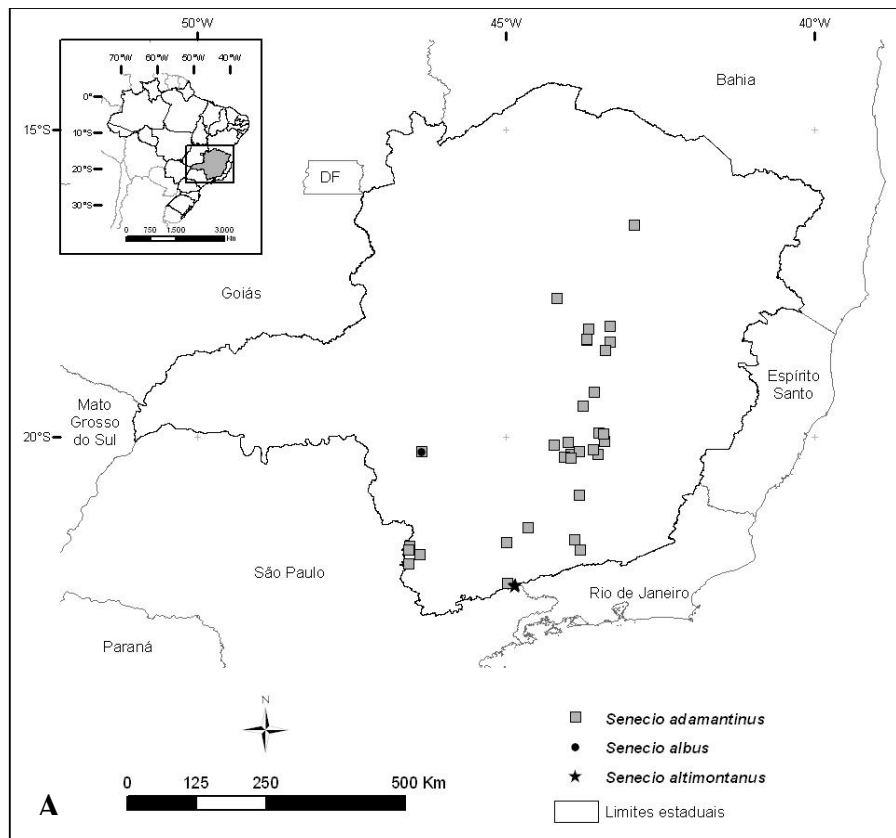 50°W 45°W 40°W
70°W 60°W 50°W 40°W
0°
10°S
20°S
30°S
0 750 1.500 3.000
Km
Bahia
15°S
DF
Goiás
Mato
Grosso
do Sul
Espírito
Santo
20°S
São Paulo
Rio de Janeiro
Paraná
N
Senecio adamantinus
Senecio albus
Senecio altimontanus
Limites estaduais
0 125 250 500 Km
A